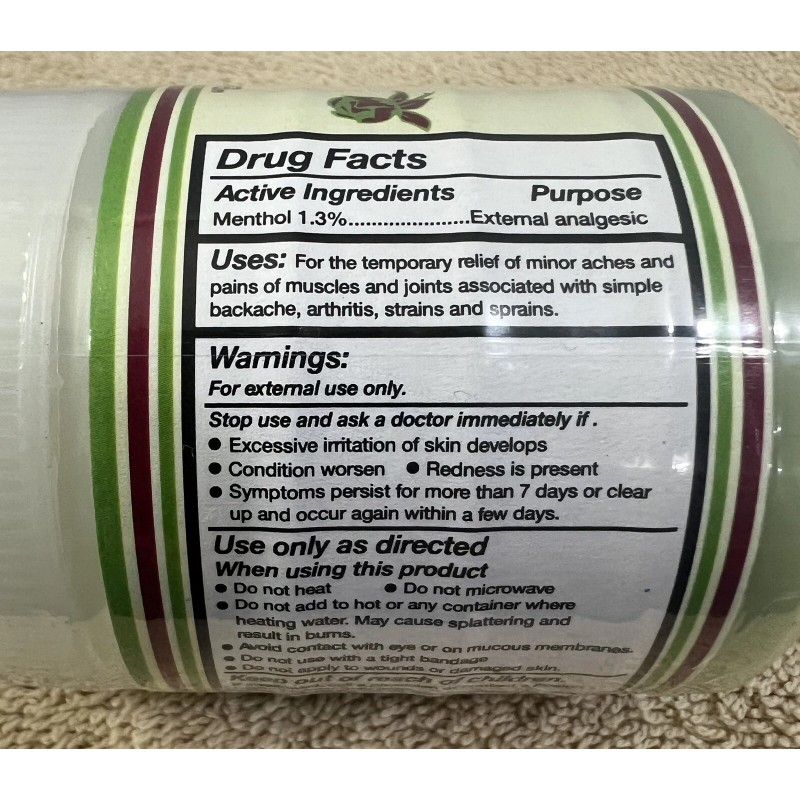 Drug Facts
Active Ingredients Purpose
Menthol 1.3%.....................External analgesic
Uses: For the temporary relief of minor aches and
pains of muscles and joints associated with simple
backache, arthritis, strains and sprains.
Warnings:
For external use only.
Stop use and ask a doctor immediately if .
● Excessive irritation of skin develops
● Condition worsen ● Redness is present
● Symptoms persist for more than 7 days or clear
up and occur again within a few days.
Use only as directed
When using this product
● Do not heat ● Do not microwave
● Do not add to hot or any container where
heating water. May cause splattering and
result in burns.
● Avoid contact with eye or on mucous membranes.
● Do not use with a tight bandage
● Do not apply to wounds or damaged skin.
Keep out of reach of children.